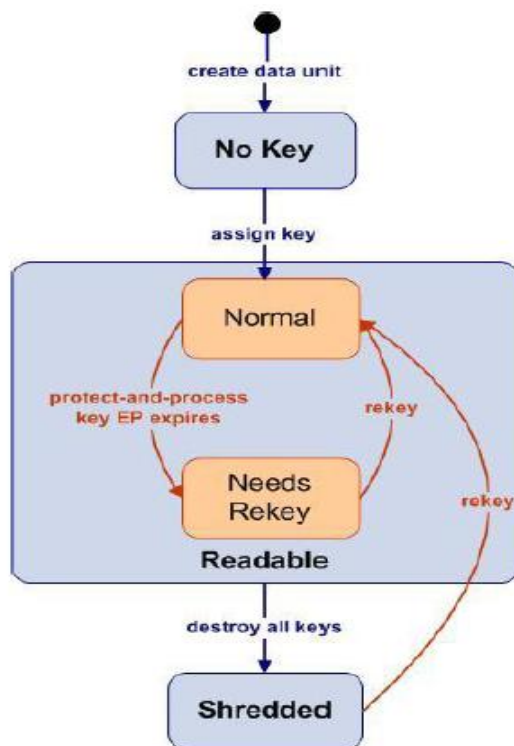 create data unit
No Key
assign key
Normal
protect-and-process
key EP expires
rekey
rekey
Needs
Rekey
Readable
destroy all keys
Shredded